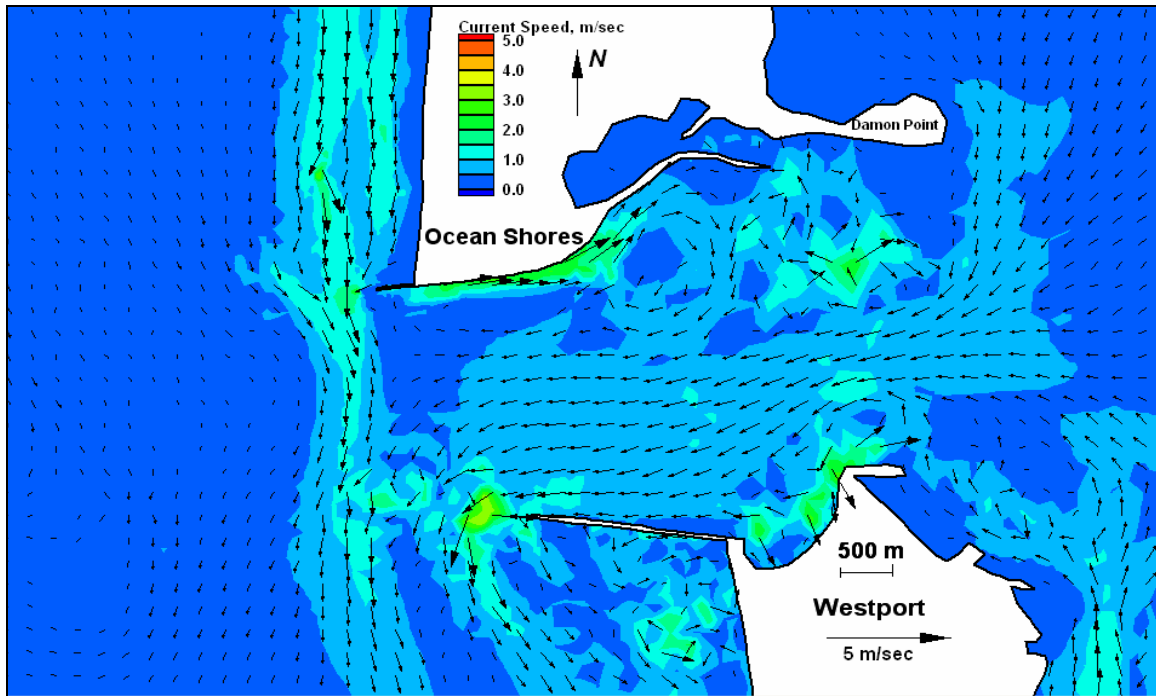 Current Speed, m/sec
5.0
4.0
3.0
2.0
1.0
0.0
N
Damon Point
Ocean Shores
500 m
Westport
5 m/sec